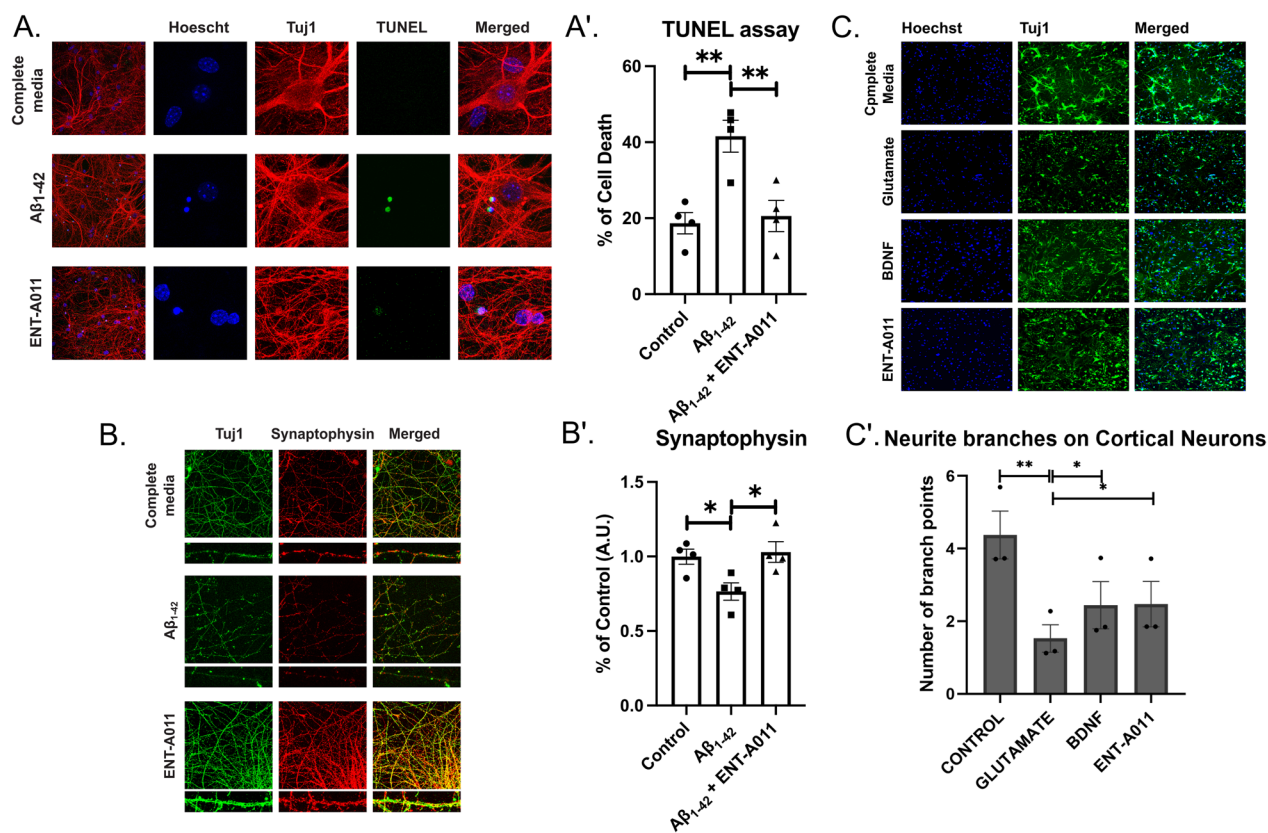 A.
Hoescht Tuj1 TUNEL Merged
Complete media
Aβ1-42
ENT-A011
A'.
TUNEL assay
% of Cell Death
60
40
20
0
** **
Control
Aβ1-42
Aβ1-42 + ENT-A011
B.
Tuj1 Synaptophysin Merged
Complete media
Aβ1-42
ENT-A011
B'.
Synaptophysin
% of Control (A.U.)
1.5
1.0
0.5
0.0
* *
Control
Aβ1-42
Aβ1-42 + ENT-A011
C.
Hoechst Tuj1 Merged
Cpmplete Media
Glutamate
BDNF
ENT-A011
C'.
Neurite branches on Cortical Neurons
Number of branch points
6
4
2
0
** *
*
CONTROL
GLUTAMATE
BDNF
ENT-A011